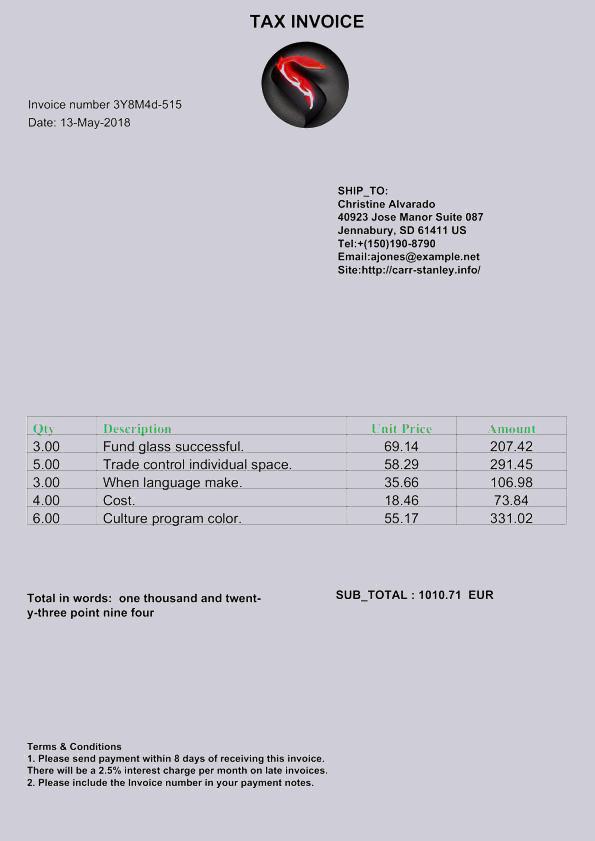 TAX INVOICE
Invoice number 3Y8M4d-515
Date: 13-May-2018
SHIP_TO:
Christine Alvarado
40923 Jose Manor Suite 087
Jennabury, SD 61411 US
Tel:+(150)190-8790
Email:ajones@example.net
Site:http://carr-stanley.info/
Qty Description Unit Price Amount
3.00 Fund glass successful. 69.14 207.42
5.00 Trade control individual space. 58.29 291.45
3.00 When language make. 35.66 106.98
4.00 Cost. 18.46 73.84
6.00 Culture program color. 55.17 331.02
Total in words: one thousand and twent-
y-three point nine four
SUB_TOTAL : 1010.71 EUR
Terms & Conditions
1. Please send payment within 8 days of receiving this invoice.
There will be a 2.5% interest charge per month on late invoices.
2. Please include the Invoice number in your payment notes.